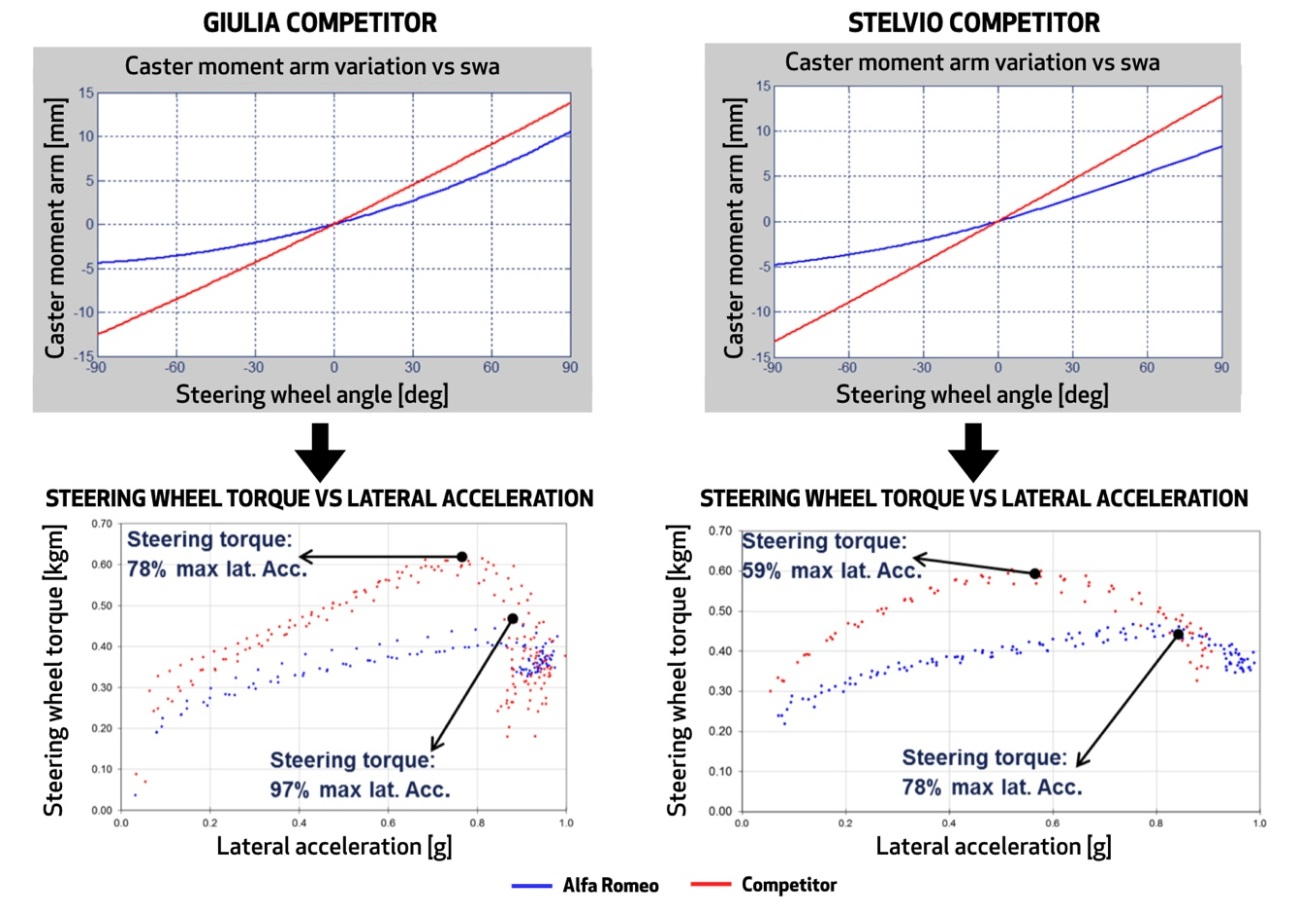 GIULIA COMPETITOR
Caster moment arm variation vs swa
Caster moment arm [mm]
15
10
5
0
-5
-10
-15
-90 -60 -30 0 30 60 90
Steering wheel angle [deg]
STEERING WHEEL TORQUE VS LATERAL ACCELERATION
Steering wheel torque [kgm]
0.70
0.60
0.50
0.40
0.30
0.20
0.10
0.00
Steering torque:
78% max lat. Acc.
Steering torque:
97% max lat. Acc.
0.0 0.2 0.4 0.6 0.8 1.0
Lateral acceleration [g]
STELVIO COMPETITOR
Caster moment arm variation vs swa
Caster moment arm [mm]
15
10
5
0
-5
-10
-15
-90 -60 -30 0 30 60 90
Steering wheel angle [deg]
STEERING WHEEL TORQUE VS LATERAL ACCELERATION
Steering wheel torque [kgm]
0.70
0.60
0.50
0.40
0.30
0.20
0.10
0.00
Steering torque:
59% max lat. Acc.
Steering torque:
78% max lat. Acc.
0.0 0.2 0.4 0.6 0.8 1.0
Lateral acceleration [g]
Alfa Romeo Competitor